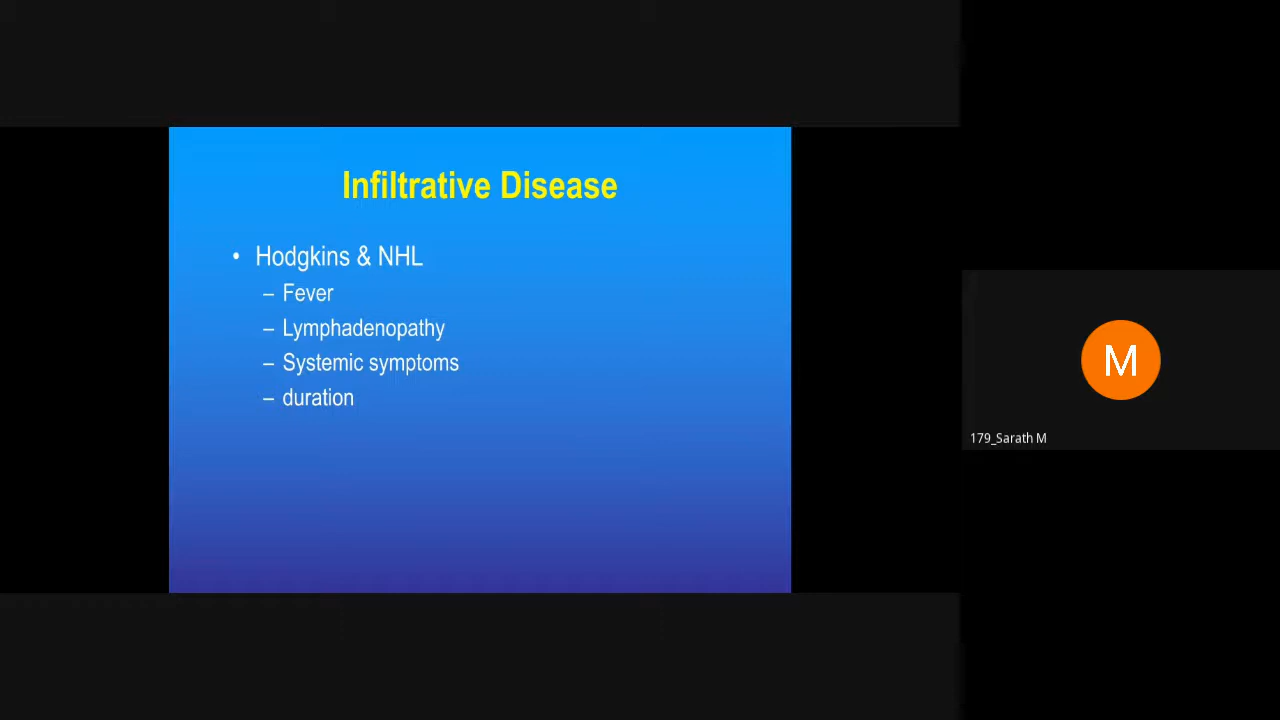 Infiltrative Disease
• Hodgkins & NHL
– Fever
– Lymphadenopathy
– Systemic symptoms
– duration
M
179_Sarath M